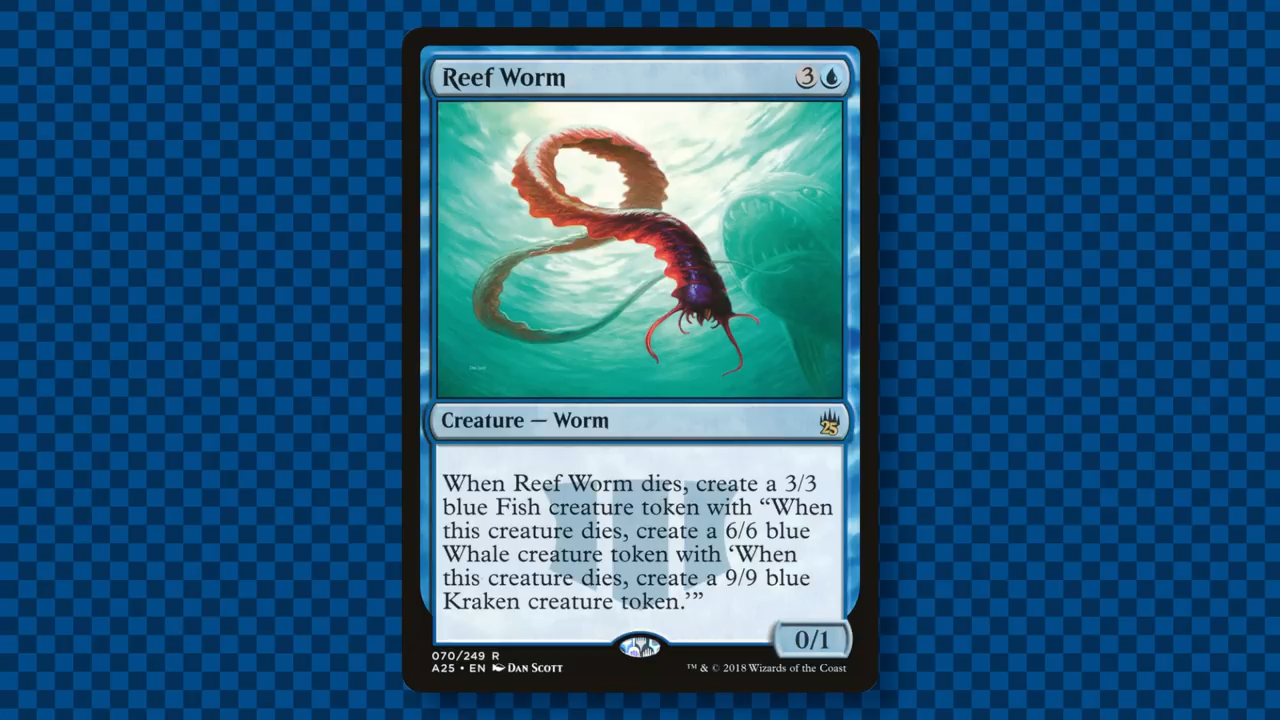 Reef Worm 3
Creature — Worm
25
When Reef Worm dies, create a 3/3
blue Fish creature token with “When
this creature dies, create a 6/6 blue
Whale creature token with ‘When
this creature dies, create a 9/9 blue
Kraken creature token.’”
0/1
070/249 R
A25 • EN DAN SCOTT
™ & © 2018 Wizards of the Coast